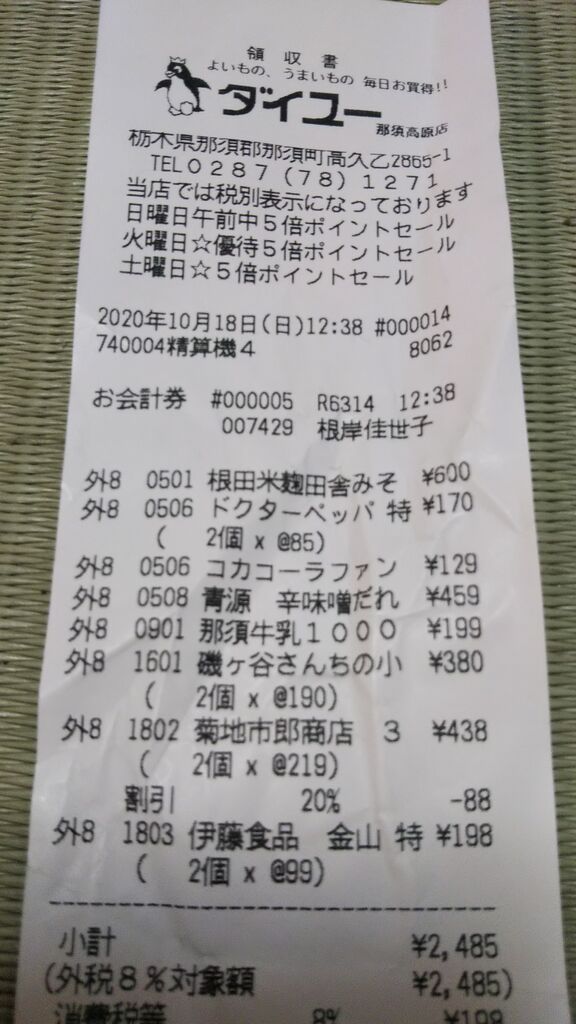 領収書
よいもの、うまいもの 毎日お買得!!
ダイユー
那須高原店
栃木県那須郡那須町高久乙2865-1
TEL0287(78)1271
当店では税別表示になっております
日曜日午前中5倍ポイントセール
火曜日☆優待5倍ポイントセール
土曜日☆5倍ポイントセール
2020年10月18日(日)12:38 #000014
740004精算機4 8062
お会計券 #000005 R6314 12:38
007429 根岸佳世子
外8 0501 根田米麹田舎みそ ¥600
外8 0506 ドクターペッパ 特 ¥170
( 2個 x @85)
外8 0506 コカコーラファン ¥129
外8 0508 青源 辛味噌だれ ¥459
外8 0901 那須牛乳1000 ¥199
外8 1601 磯ヶ谷さんちの小 ¥380
( 2個 x @190)
外8 1802 菊地市郎商店 3 ¥438
( 2個 x @219)
割引 20% -88
外8 1803 伊藤食品 金山 特 ¥198
( 2個 x @99)
小計 ¥2,485
(外税8%対象額 ¥2,485)
消費税等 8% ¥198